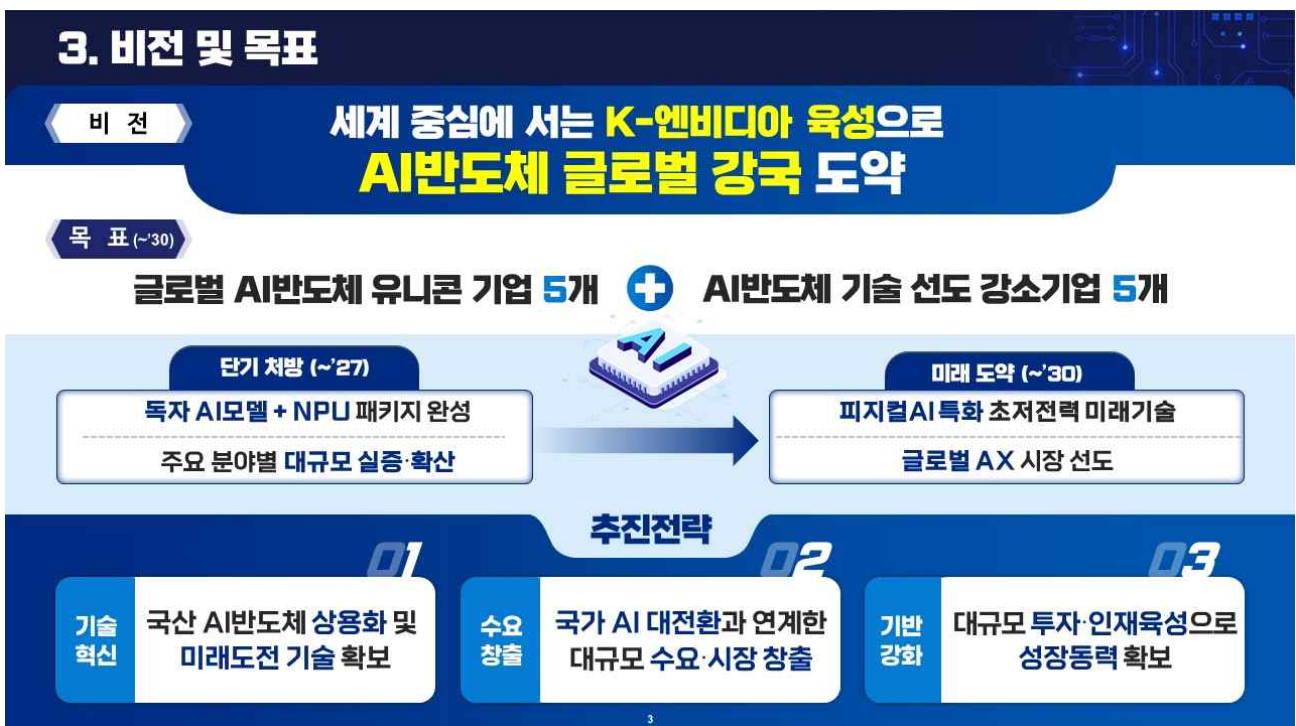 3. 비전 및 목표
비 전
세계 중심에 서는 K-엔비디아 육성으로
AI반도체 글로벌 강국 도약
목 표(~'30)
글로벌 AI반도체 유니콘 기업 5개
AI반도체 기술 선도 강소기업 5개
AI
단기 처방 (~'27)
독자 AI모델 + NPU 패키지 완성
주요 분야별 대규모 실증·확산
미래 도약 (~'30)
피지컬AI 특화 초저전력 미래기술
글로벌 AX 시장 선도
추진전략
01
기술
혁신
국산 AI반도체 상용화 및
미래도전 기술 확보
02
수요
창출
국가 AI 대전환과 연계한
대규모 수요·시장 창출
03
기반
강화
대규모 투자·인재육성으로
성장동력 확보
3